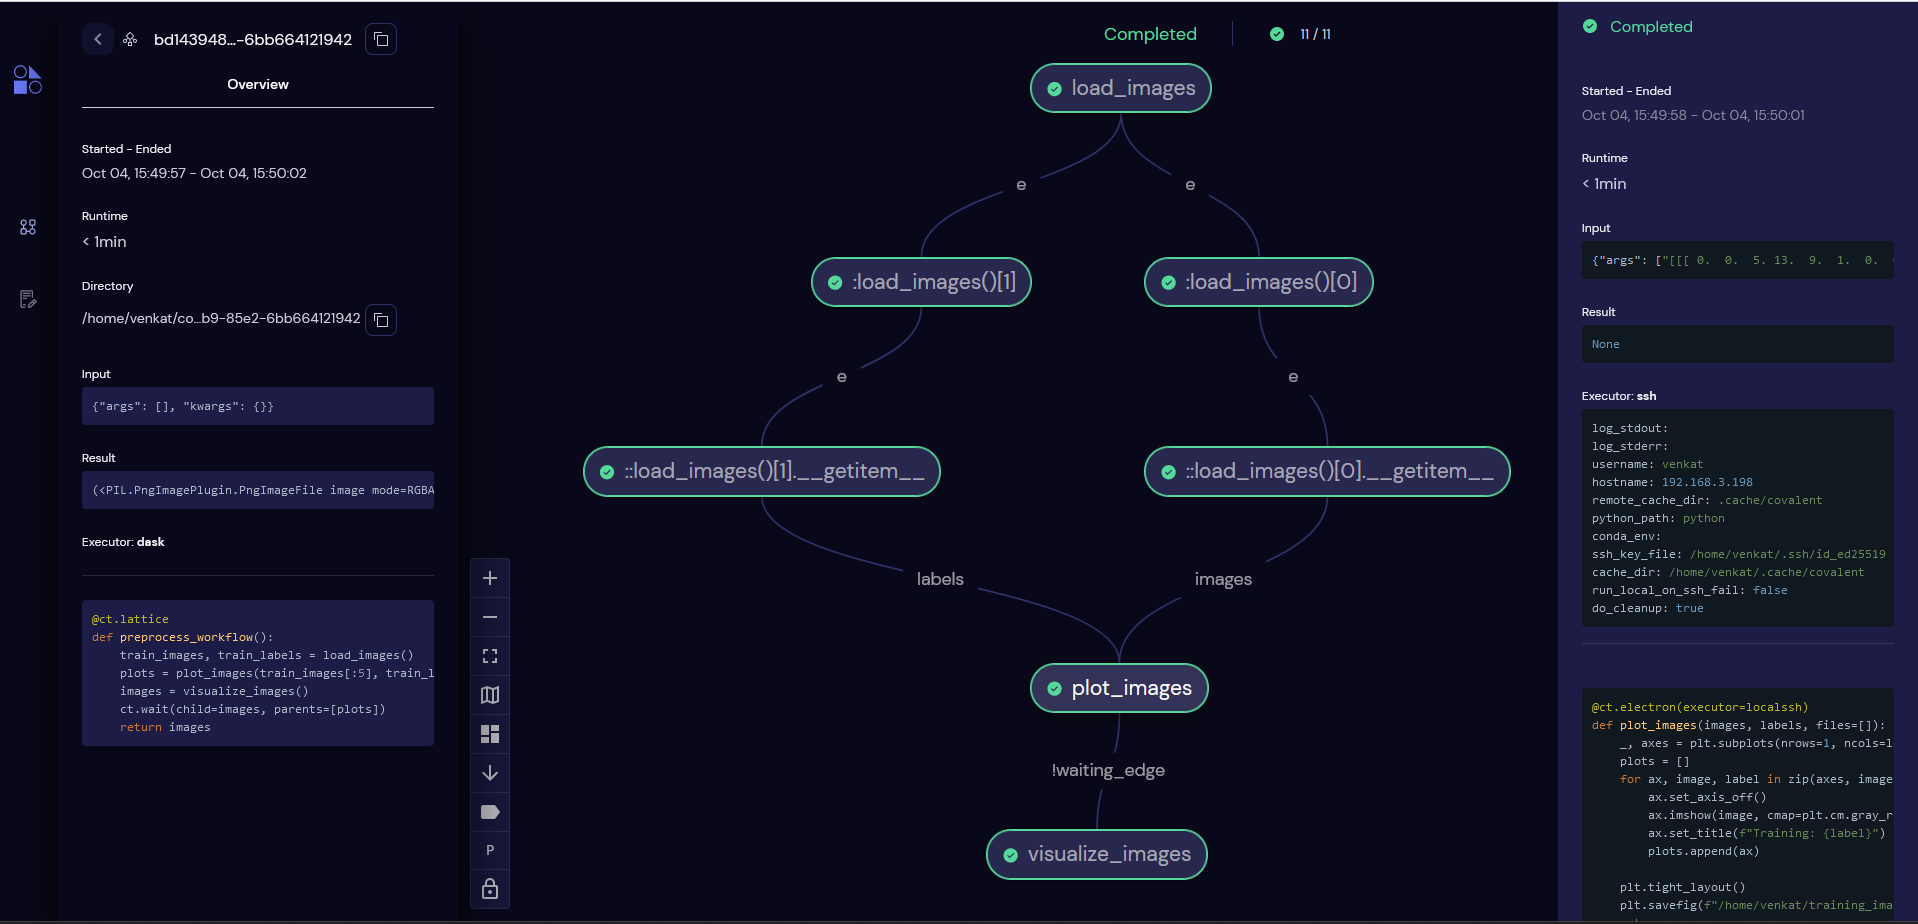 bd143948...-6bb664121942
Overview
Started - Ended
Oct 04, 15:49:57 - Oct 04, 15:50:02
Runtime
< 1min
Directory
/home/venkat/co...b9-85e2-6bb664121942
Input
{"args": [], "kwargs": {}}
Result
(<PIL.PngImagePlugin.PngImageFile image mode=RGBA
Executor: dask
@ct.lattice
def preprocess_workflow():
    train_images, train_labels = load_images()
    plots = plot_images(train_images[:5], train_l
    images = visualize_images()
    ct.wait(child=images, parents=[plots])
    return images
Completed
11 / 11
load_images
e
e
:load_images()[1]
:load_images()[0]
e
e
::load_images()[1].__getitem__
::load_images()[0].__getitem__
labels
images
plot_images
!waiting_edge
visualize_images
P
Completed
Started - Ended
Oct 04, 15:49:58 - Oct 04, 15:50:01
Runtime
< 1min
Input
{"args": ["[[[ 0.  0.  5. 13.  9.  1.  0.
Result
None
Executor: ssh
log_stdout:
log_stderr:
username: venkat
hostname: 192.168.3.198
remote_cache_dir: .cache/covalent
python_path: python
conda_env:
ssh_key_file: /home/venkat/.ssh/id_ed25519
cache_dir: /home/venkat/.cache/covalent
run_local_on_ssh_fail: false
do_cleanup: true
@ct.electron(executor=localssh)
def plot_images(images, labels, files=[]):
    _, axes = plt.subplots(nrows=1, ncols=l
    plots = []
    for ax, image, label in zip(axes, image
        ax.set_axis_off()
        ax.imshow(image, cmap=plt.cm.gray_r
        ax.set_title(f"Training: {label}")
        plots.append(ax)
    plt.tight_layout()
    plt.savefig(f"/home/venkat/training_ima